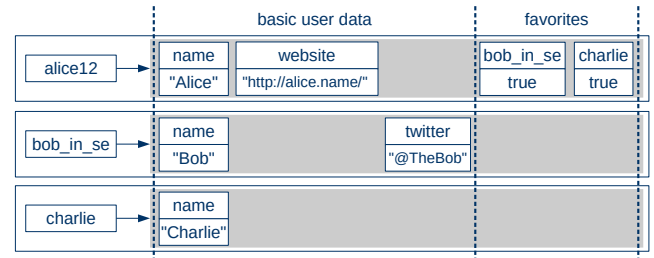 basic user data favorites
name website bob_in_se charlie
alice12
"Alice" "http://alice.name/" true true
name twitter
bob_in_se
"Bob" "@TheBob"
name
charlie
"Charlie"